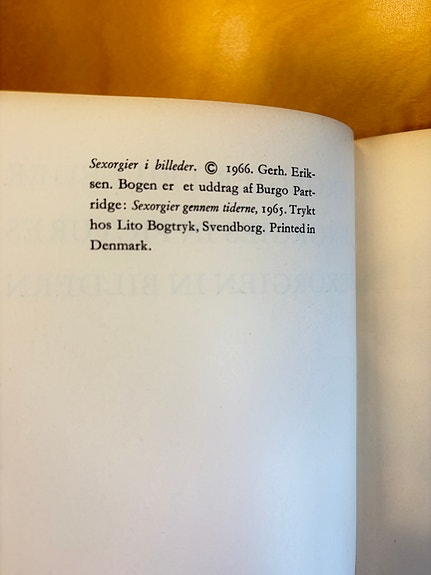 Sexorgier i billeder. © 1966. Gerh. Erik-
sen. Bogen er et uddrag af Burgo Part-
ridge: Sexorgier gennem tiderne, 1965. Trykt
hos Lito Bogtryk, Svendborg. Printed in
Denmark.